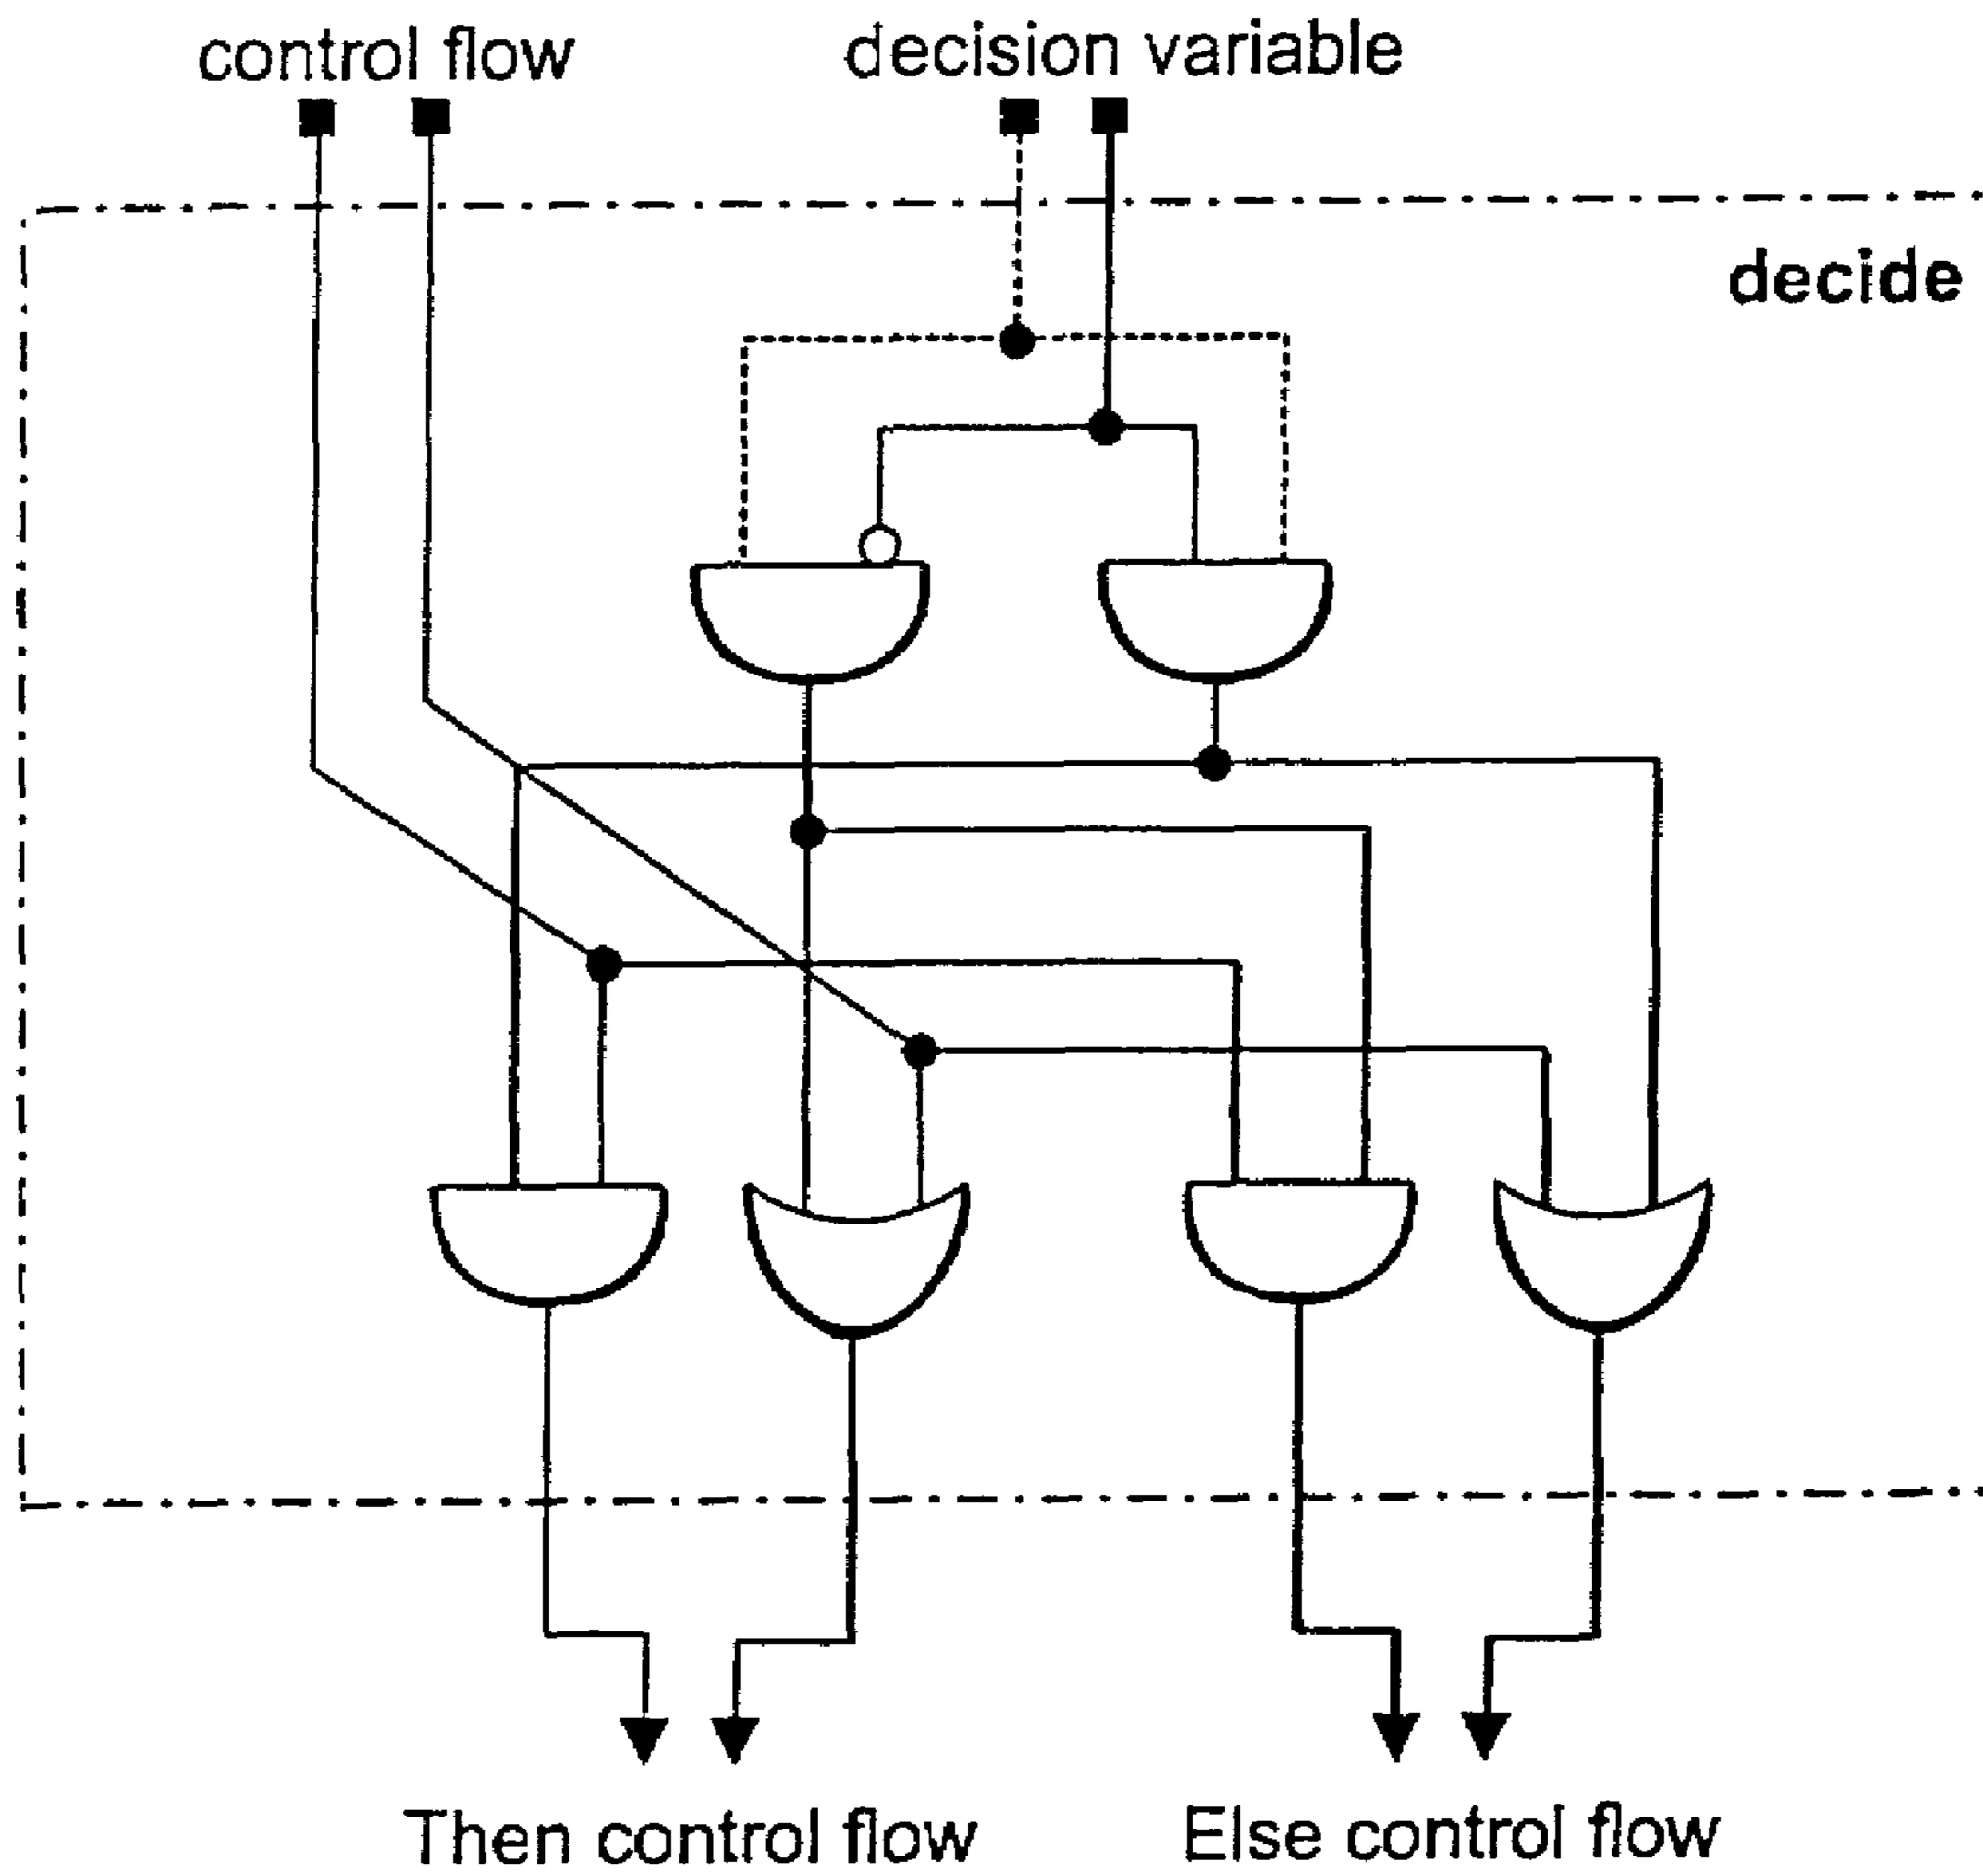 control flow
decision variable
decide
Then control flow
Else control flow